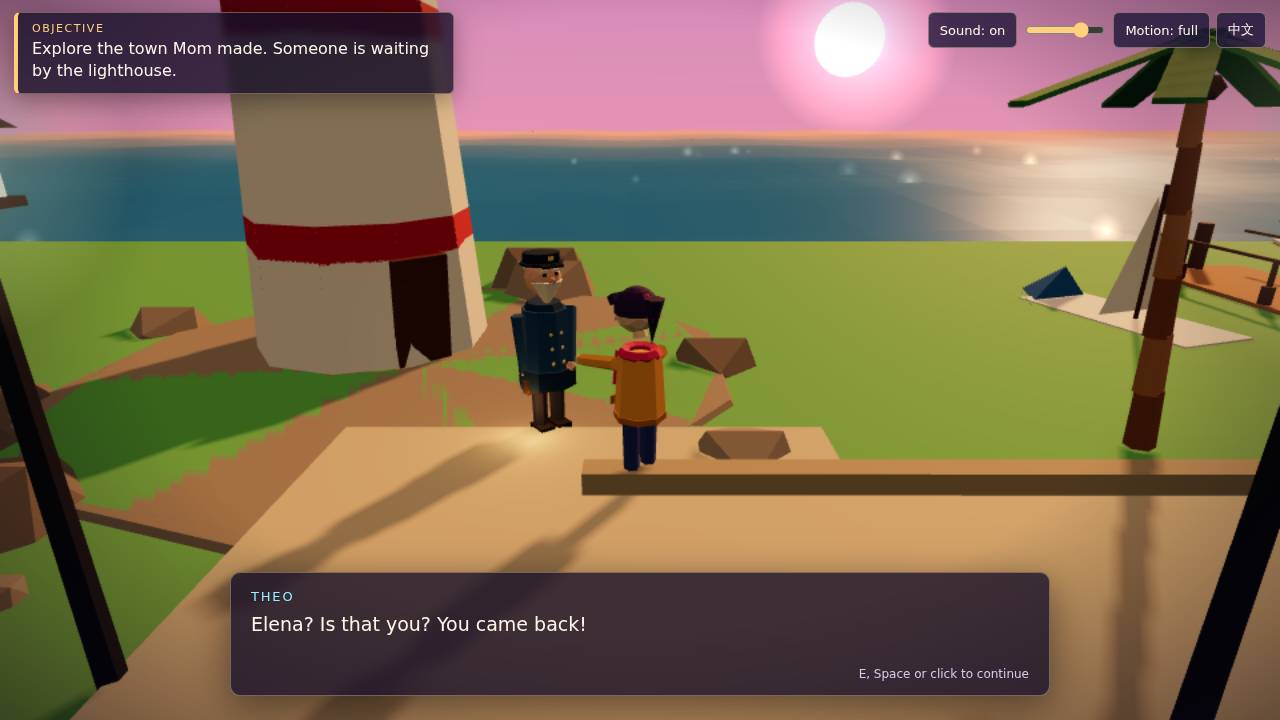 OBJECTIVE
Explore the town Mom made. Someone is waiting
by the lighthouse.
Sound: on
Motion: full
中文
THEO
Elena? Is that you? You came back!
E, Space or click to continue